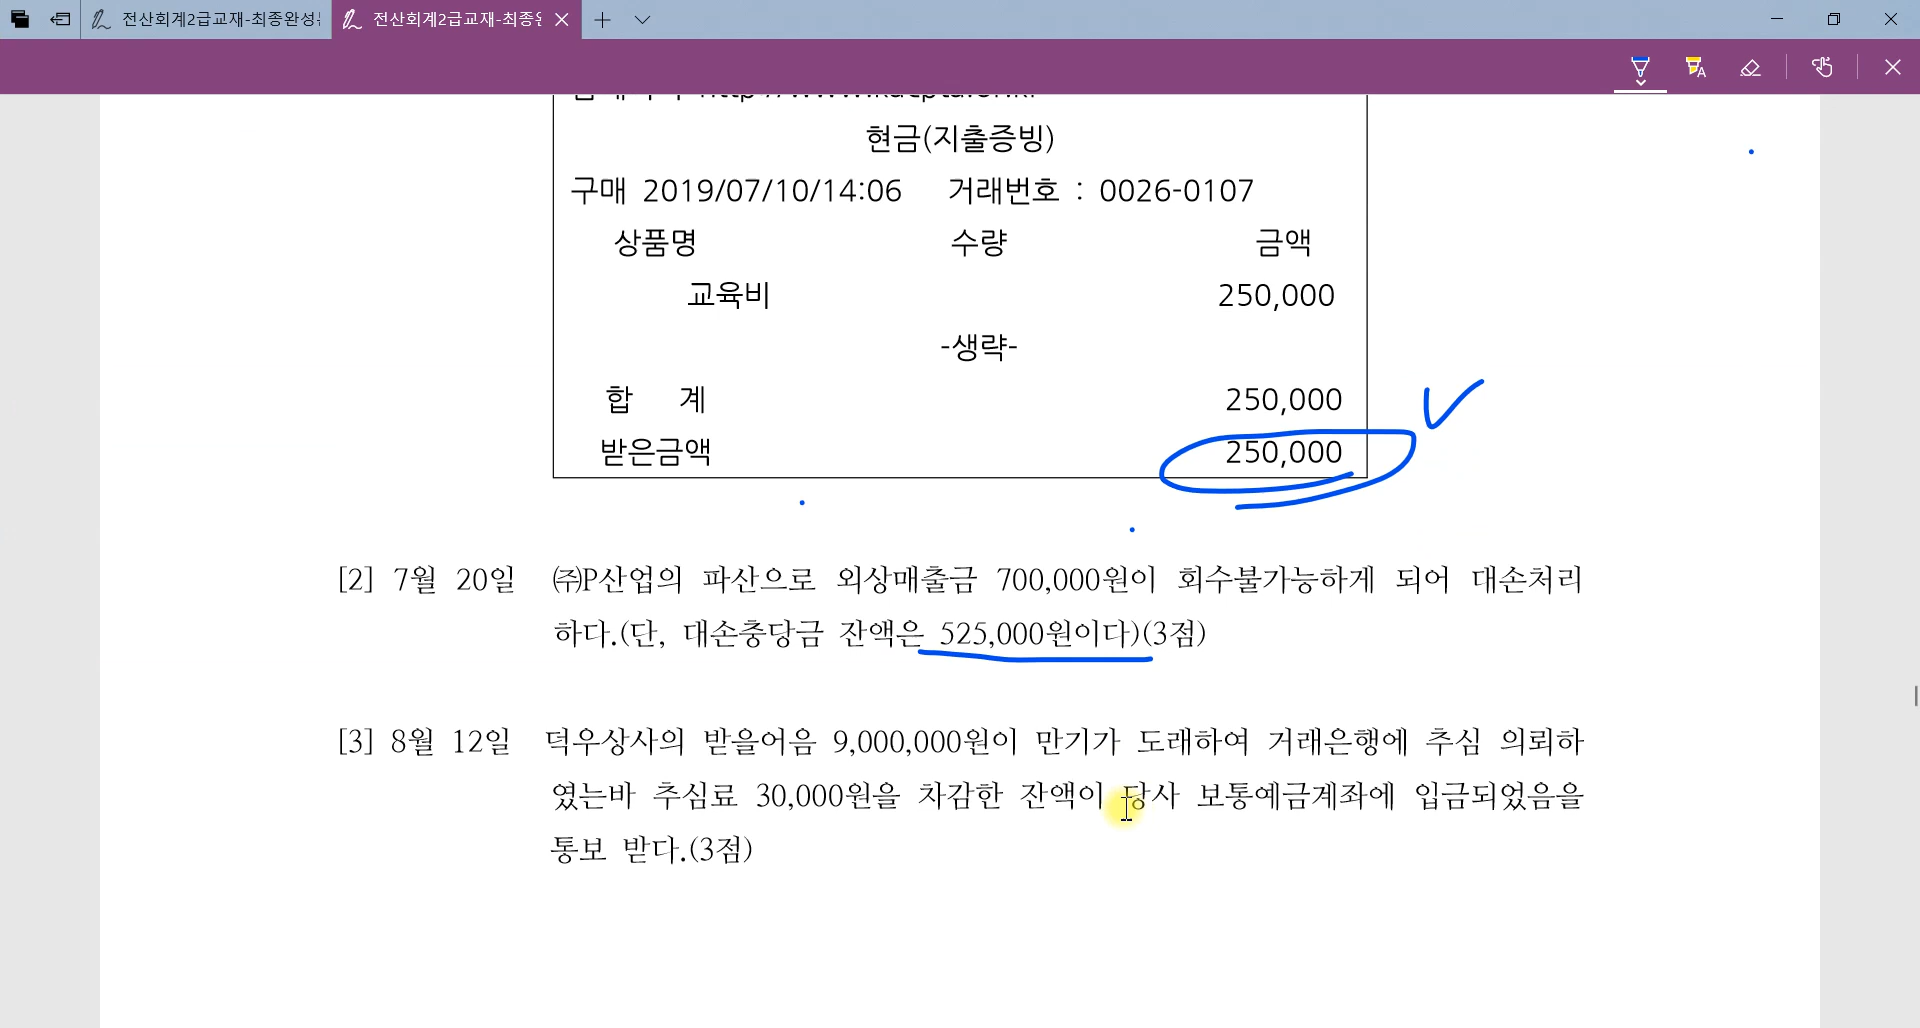 전산회계2급교재-최종완성
전산회계2급교재-최종
현금(지출증빙)
구매 2019/07/10/14:06 거래번호 : 0026-0107
상품명 수량 금액
교육비 250,000
-생략-
합 계 250,000
받은금액 250,000
[2] 7월 20일 ㈜P산업의 파산으로 외상매출금 700,000원이 회수불가능하게 되어 대손처리
하다.(단, 대손충당금 잔액은 525,000원이다)(3점)
[3] 8월 12일 덕우상사의 받을어음 9,000,000원이 만기가 도래하여 거래은행에 추심 의뢰하
였는바 추심료 30,000원을 차감한 잔액이 당사 보통예금계좌에 입금되었음을
통보 받다.(3점)